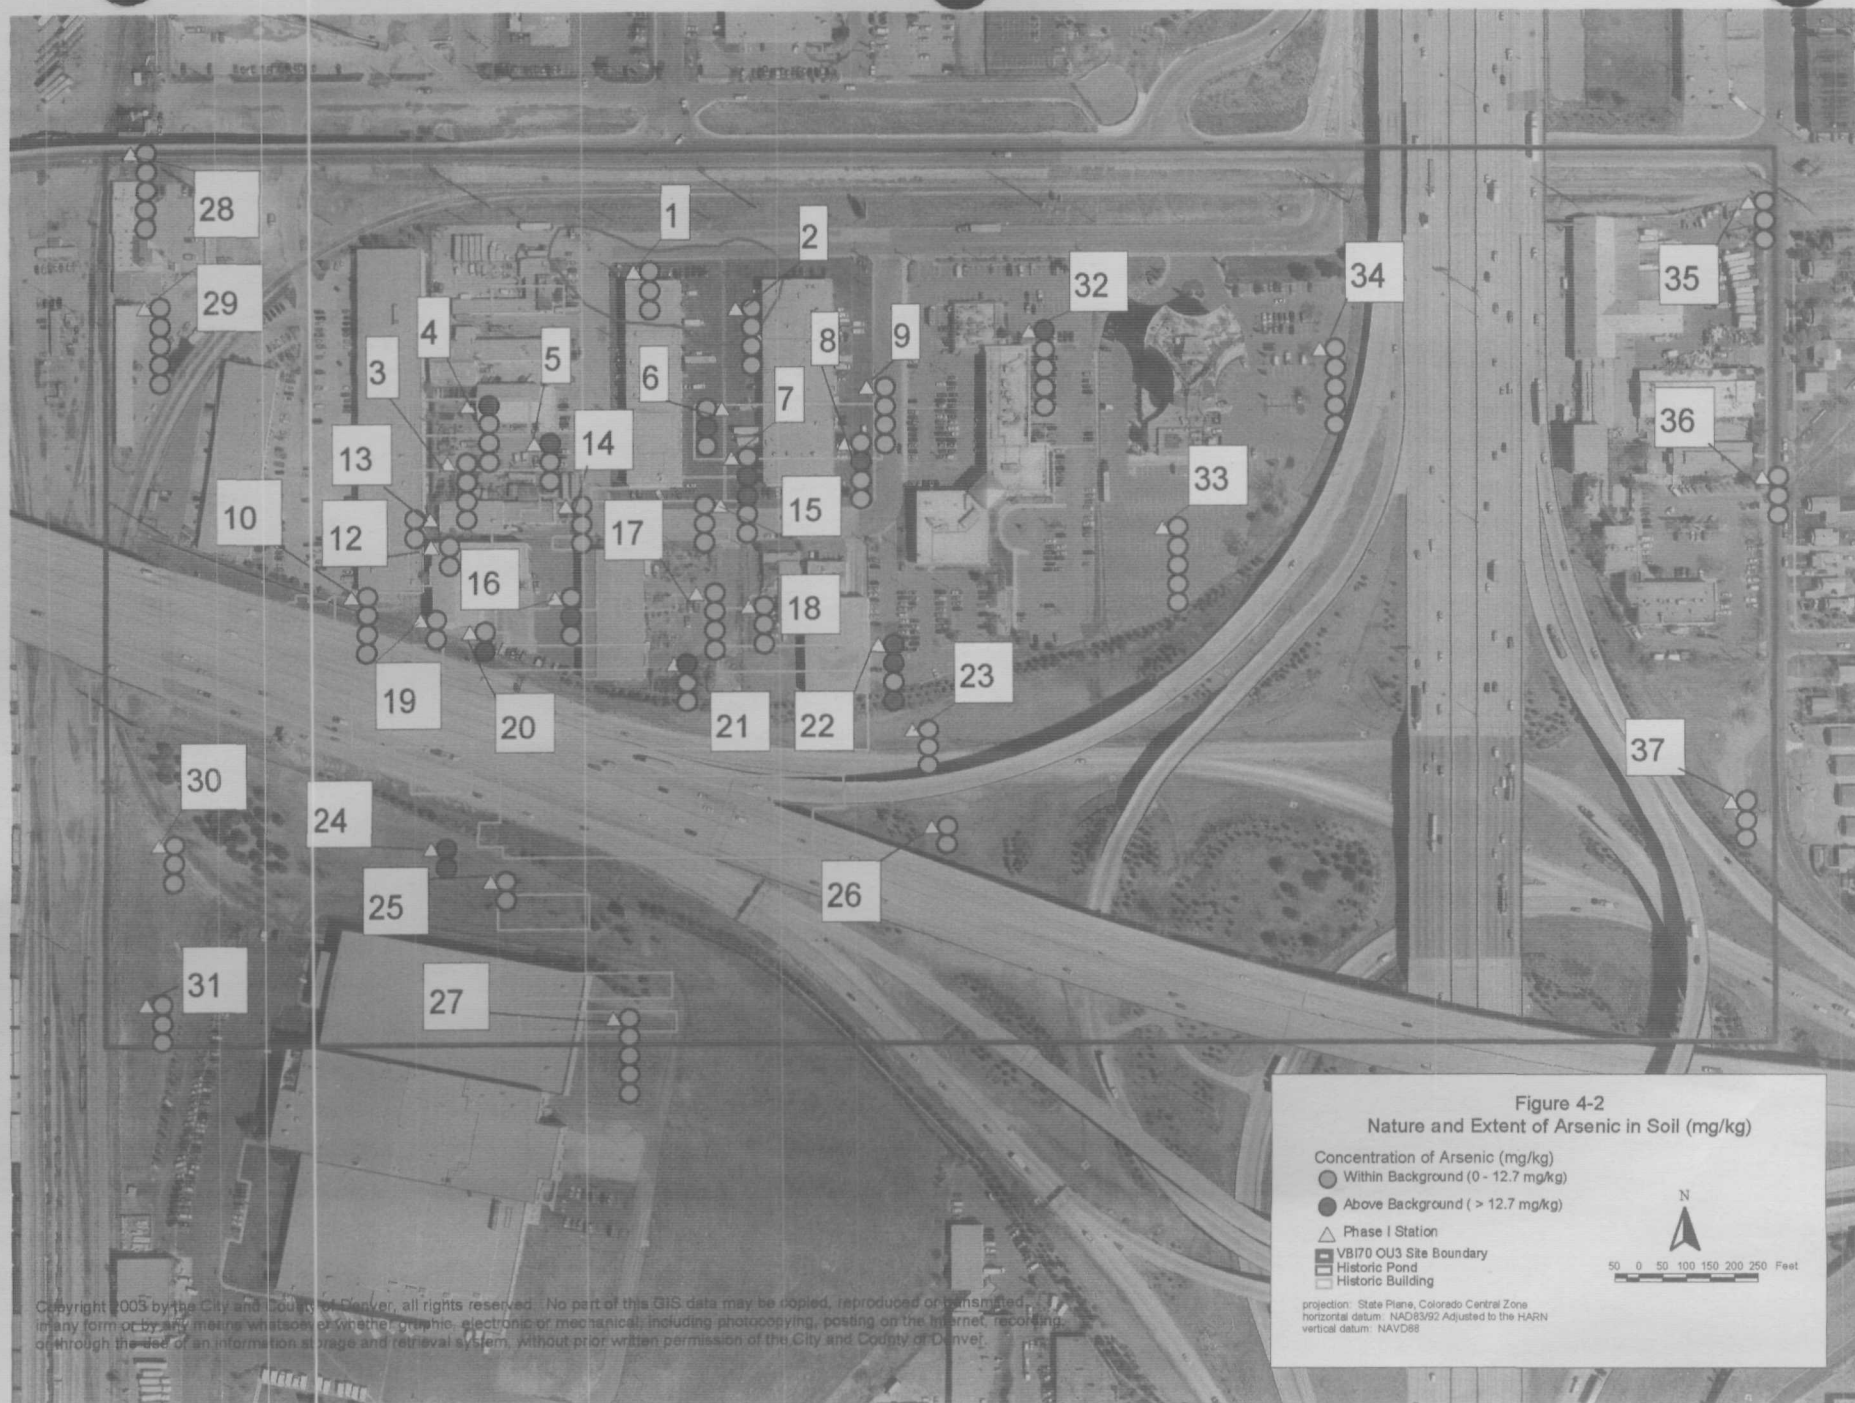 28
1
2
29
32
34
35
4
5
8
9
3
6
7
13
14
36
10
12
17
15
33
16
18
19
20
21
22
23
30
24
37
25
26
31
27
Figure 4-2
Nature and Extent of Arsenic in Soil (mg/kg)
Concentration of Arsenic (mg/kg)
Within Background (0 - 12.7 mg/kg)
Above Background ( > 12.7 mg/kg)
Phase I Station
VBI70 OU3 Site Boundary
Historic Pond
Historic Building
N
50 0 50 100 150 200 250 Feet
projection: State Plane, Colorado Central Zone
horizontal datum: NAD83/92 Adjusted to the HARN
vertical datum: NAVD88
Copyright 2003 by the City and County of Denver, all rights reserved. No part of this GIS data may be copied, reproduced or transmitted
in any form or by any means whatsoever whether graphic, electronic or mechanical, including photocopying, posting on the Internet, recording,
or through the use of an information storage and retrieval system, without prior written permission of the City and County of Denver.